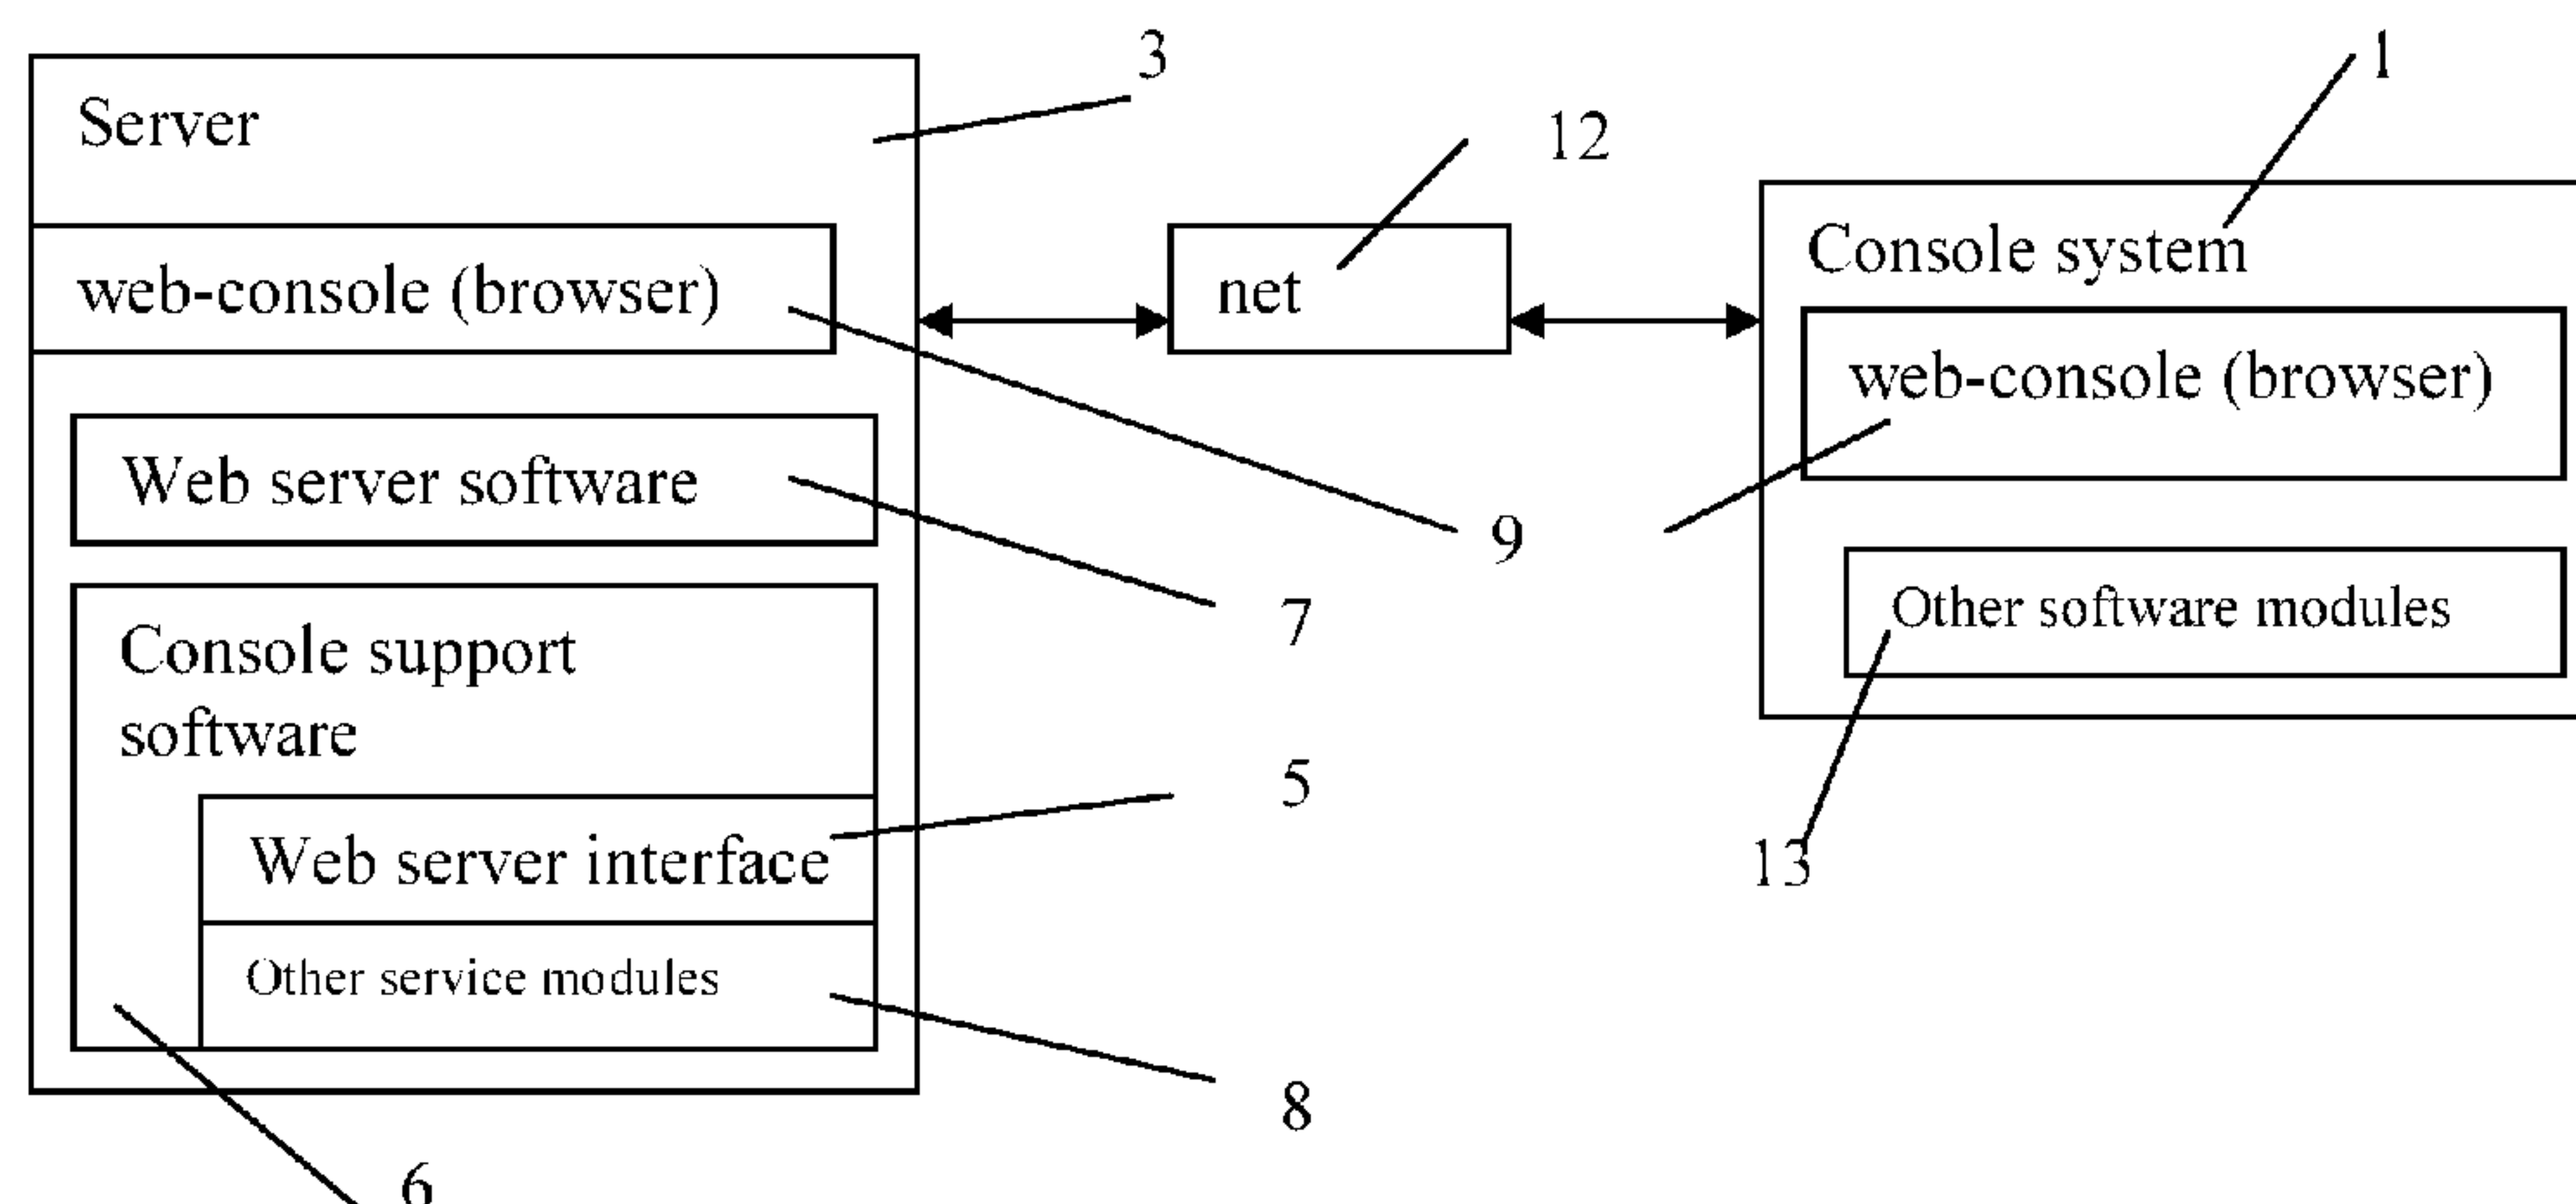 Server
3
web-console (browser)
Web server software
Console support
software
Web server interface
Other service modules
6
12
net
9
7
5
8
1
Console system
web-console (browser)
Other software modules
13